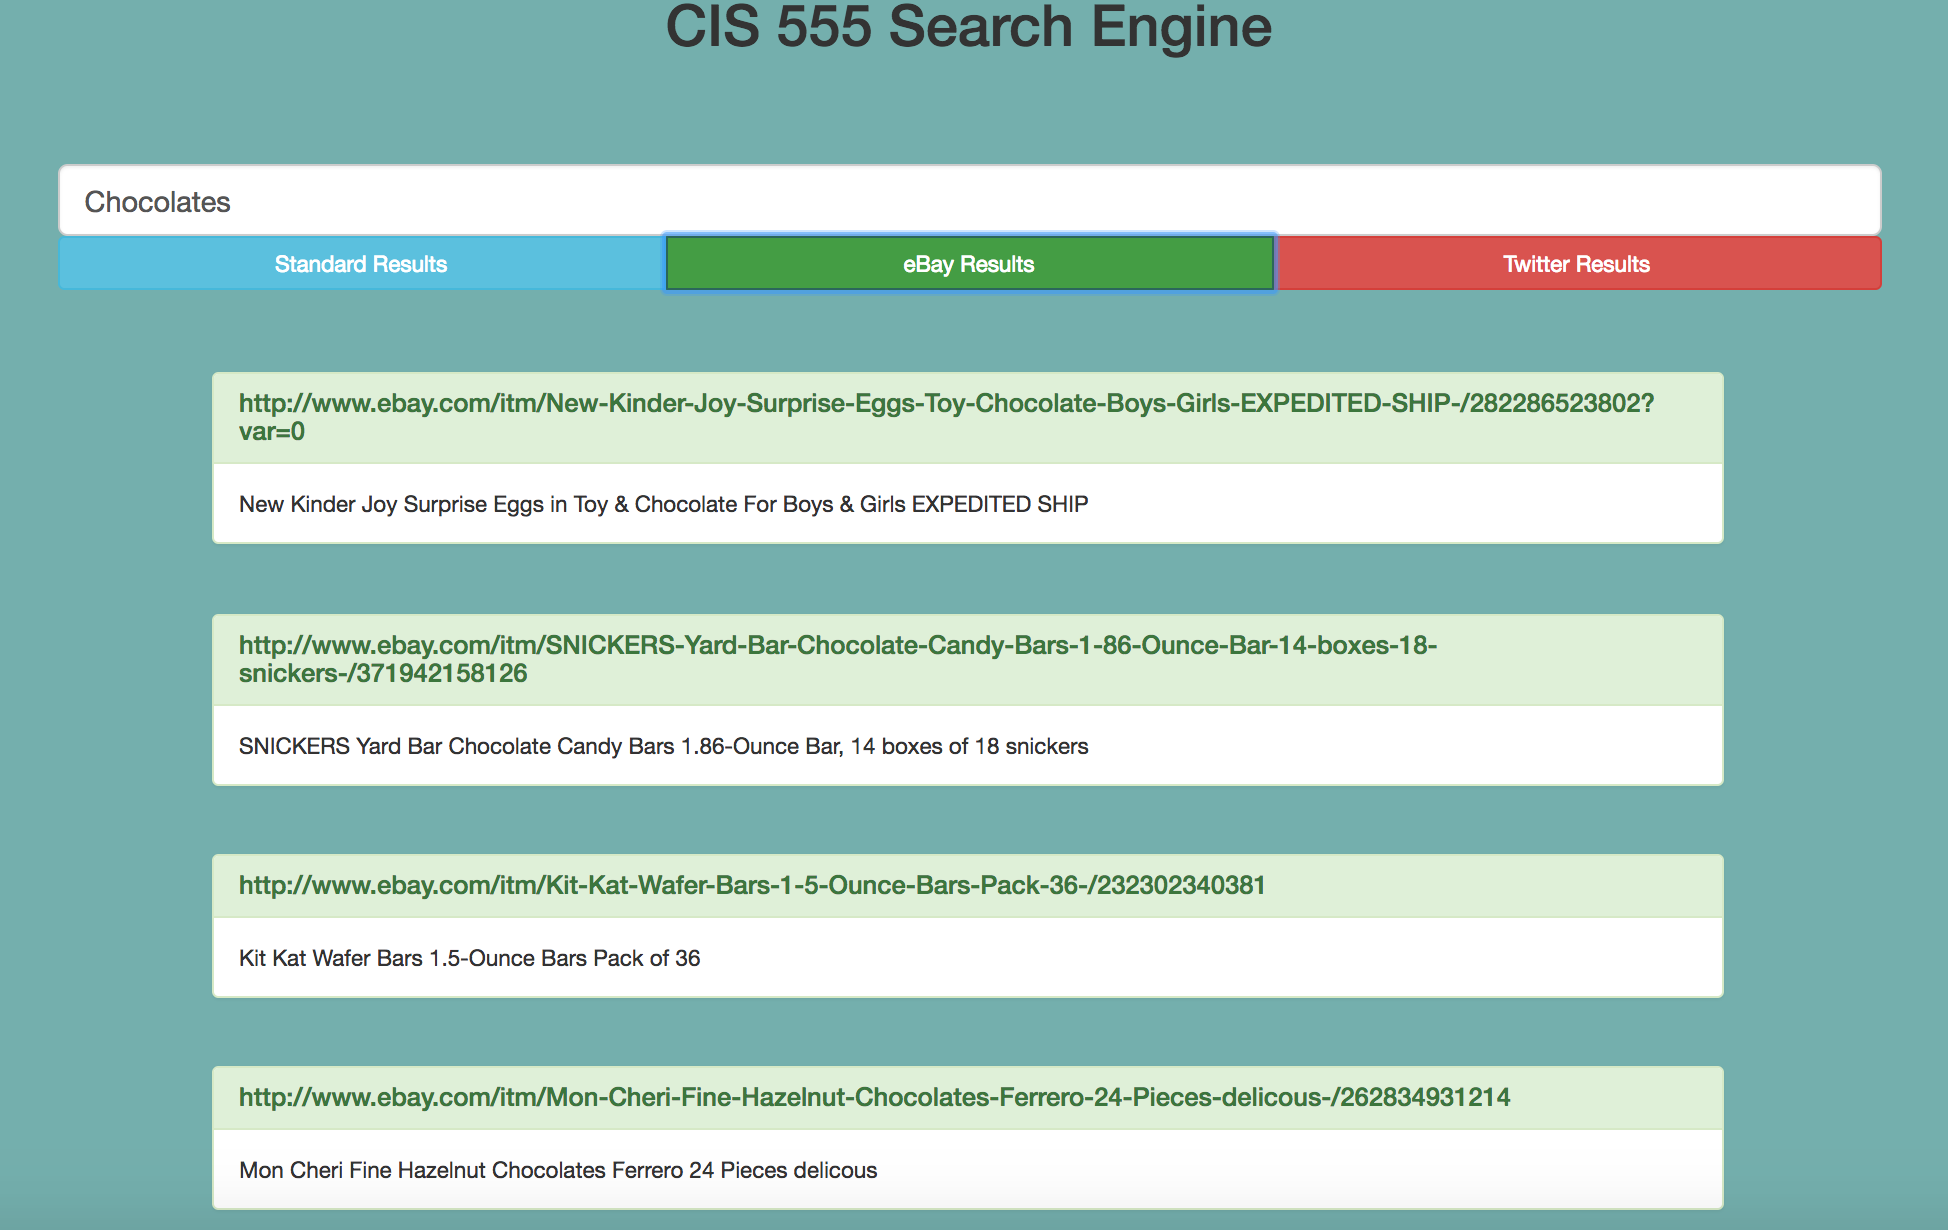 CIS 555 Search Engine
Chocolates
Standard Results
eBay Results
Twitter Results
http://www.ebay.com/itm/New-Kinder-Joy-Surprise-Eggs-Toy-Chocolate-Boys-Girls-EXPEDITED-SHIP-/282286523802?
var=0
New Kinder Joy Surprise Eggs in Toy & Chocolate For Boys & Girls EXPEDITED SHIP
http://www.ebay.com/itm/SNICKERS-Yard-Bar-Chocolate-Candy-Bars-1-86-Ounce-Bar-14-boxes-18-
snickers-/371942158126
SNICKERS Yard Bar Chocolate Candy Bars 1.86-Ounce Bar, 14 boxes of 18 snickers
http://www.ebay.com/itm/Kit-Kat-Wafer-Bars-1-5-Ounce-Bars-Pack-36-/232302340381
Kit Kat Wafer Bars 1.5-Ounce Bars Pack of 36
http://www.ebay.com/itm/Mon-Cheri-Fine-Hazelnut-Chocolates-Ferrero-24-Pieces-delicous-/262834931214
Mon Cheri Fine Hazelnut Chocolates Ferrero 24 Pieces delicous